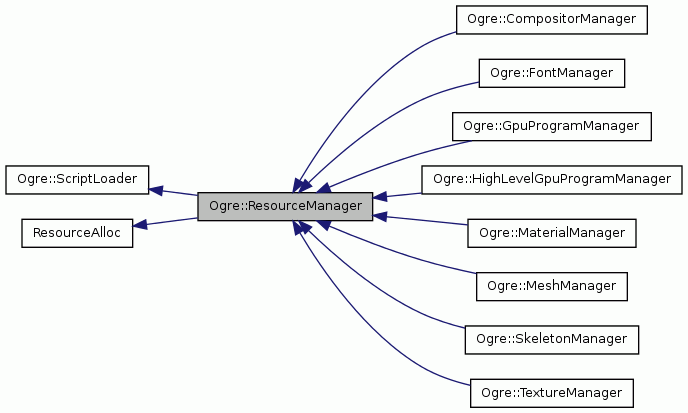 Ogre::ScriptLoader
ResourceAlloc
Ogre::ResourceManager
Ogre::CompositorManager
Ogre::FontManager
Ogre::GpuProgramManager
Ogre::HighLevelGpuProgramManager
Ogre::MaterialManager
Ogre::MeshManager
Ogre::SkeletonManager
Ogre::TextureManager